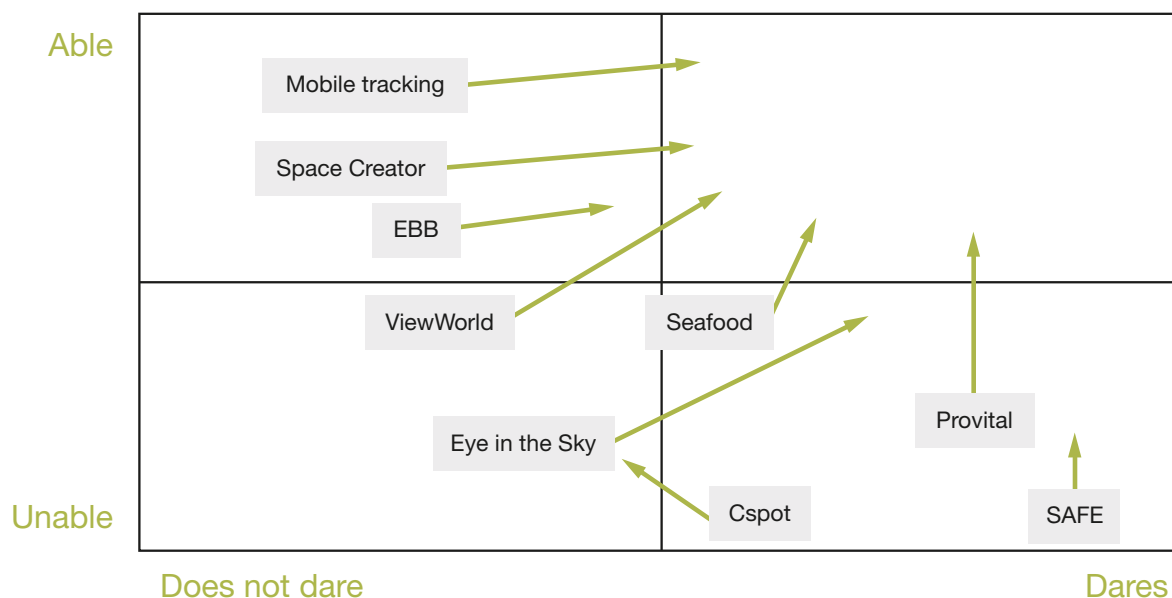 Able
Mobile tracking
Space Creator
EBB
ViewWorld
Seafood
Provital
Eye in the Sky
Cspot
SAFE
Unable
Does not dare
Dares